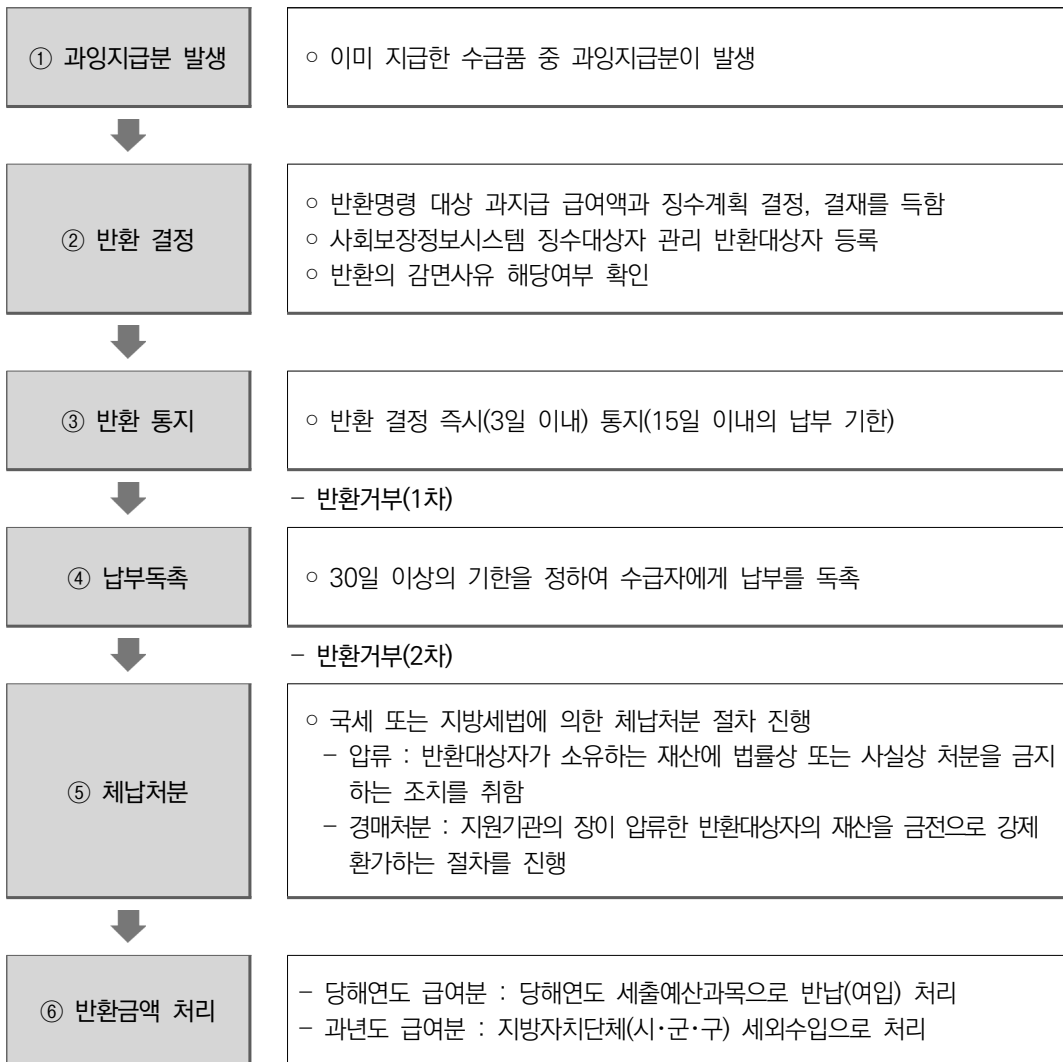 ① 과잉지급분 발생
○ 이미 지급한 수급품 중 과잉지급분이 발생
② 반환 결정
○ 반환명령 대상 과지급 급여액과 징수계획 결정, 결재를 득함
○ 사회보장정보시스템 징수대상자 관리 반환대상자 등록
○ 반환의 감면사유 해당여부 확인
③ 반환 통지
○ 반환 결정 즉시(3일 이내) 통지(15일 이내의 납부 기한)
- 반환거부(1차)
④ 납부독촉
○ 30일 이상의 기한을 정하여 수급자에게 납부를 독촉
- 반환거부(2차)
⑤ 체납처분
○ 국세 또는 지방세법에 의한 체납처분 절차 진행
- 압류 : 반환대상자가 소유하는 재산에 법률상 또는 사실상 처분을 금지
하는 조치를 취함
- 경매처분 : 지원기관의 장이 압류한 반환대상자의 재산을 금전으로 강제
환가하는 절차를 진행
⑥ 반환금액 처리
- 당해연도 급여분 : 당해연도 세출예산과목으로 반납(여입) 처리
- 과년도 급여분 : 지방자치단체(시·군·구) 세외수입으로 처리